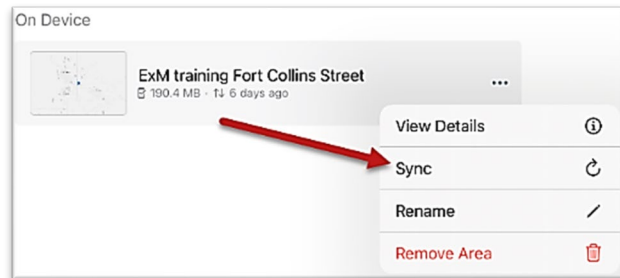 On Device
ExM training Fort Collins Street
190.4 MB · ↑↓ 6 days ago
View Details
Sync
Rename
Remove Area